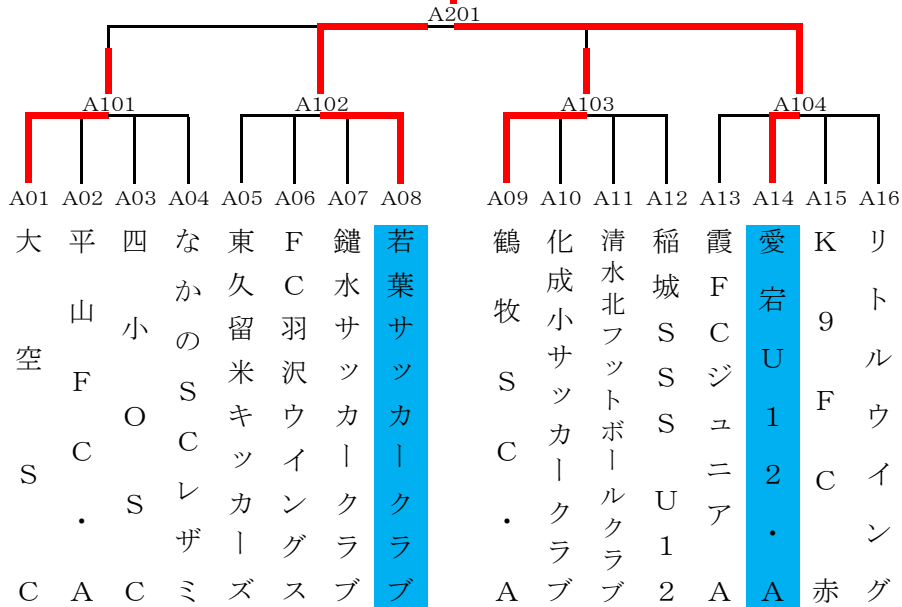 A201
A101
A102
A103
A104
A01
A02
A03
A04
A05
A06
A07
A08
A09
A10
A11
A12
A13
A14
A15
A16
大空SC
平山FC・A
四小OSC
なかのSCレザミ
東久留米キッカーズ
FC羽沢ウイングス
鑓水サッカークラブ
若葉サッカークラブ
鶴牧SC・A
化成小サッカークラブ
清水北フットボールクラブ
稲城SSS U12
霞FCジュニアA
愛宕U12・A
K9FC赤
リトルウイング